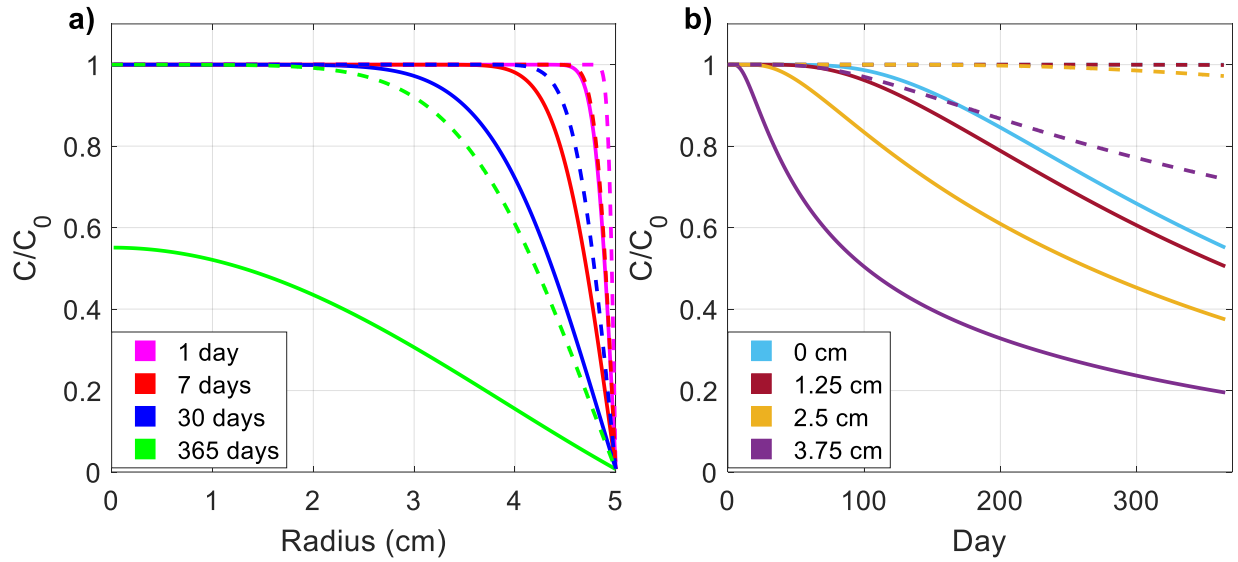 a)
1
0.8
0.6
0.4
0.2
0
C/C0
1 day
7 days
30 days
365 days
0 1 2 3 4 5
Radius (cm)
b)
1
0.8
0.6
0.4
0.2
0
C/C0
0 cm
1.25 cm
2.5 cm
3.75 cm
0 100 200 300
Day